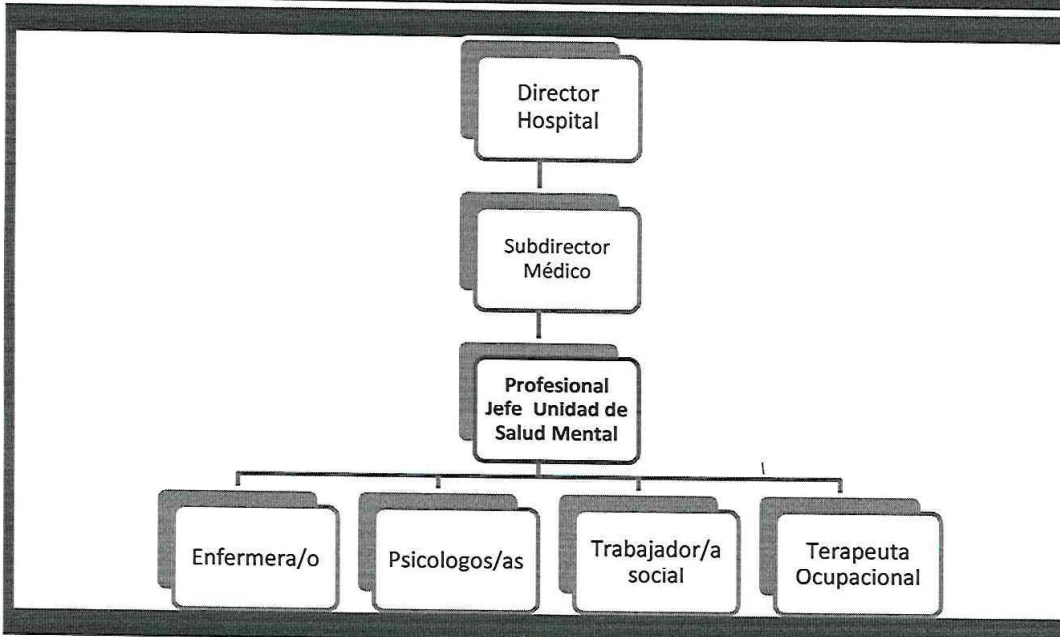 Director
Hospital
Subdirector
Médico
Profesional
Jefe Unidad de
Salud Mental
Enfermera/o
Psicologos/as
Trabajador/a
social
Terapeuta
Ocupacional